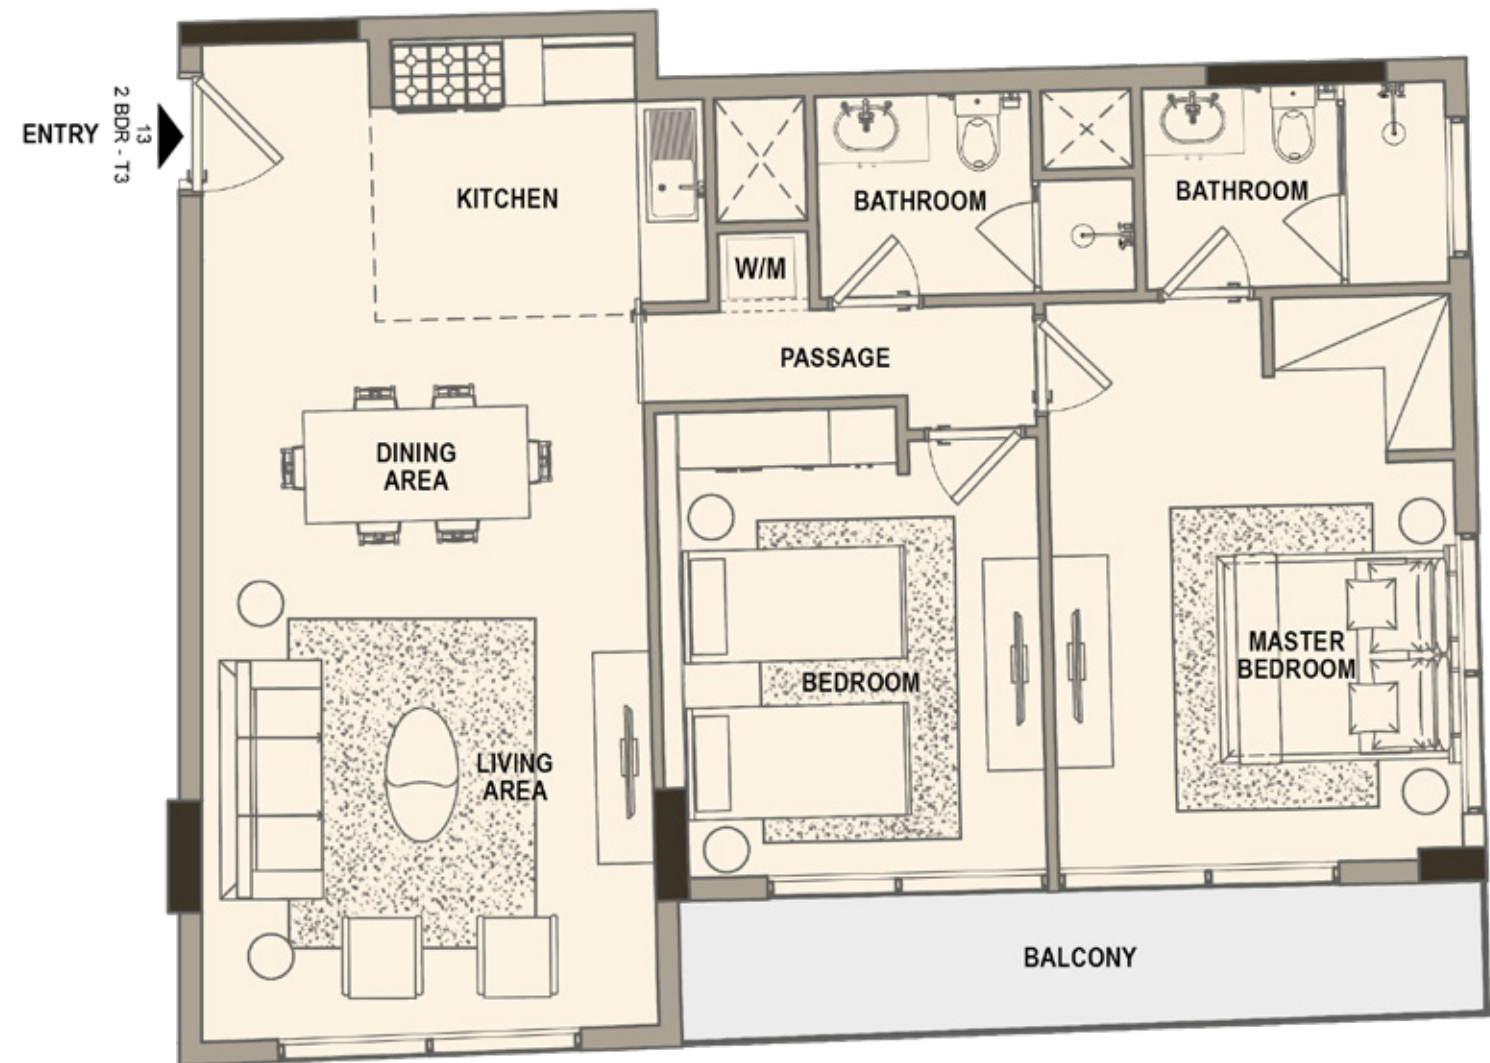 ENTRY
13
2 BDR - T3
KITCHEN
W/M
BATHROOM
BATHROOM
PASSAGE
DINING
AREA
LIVING
AREA
BEDROOM
MASTER
BEDROOM
BALCONY